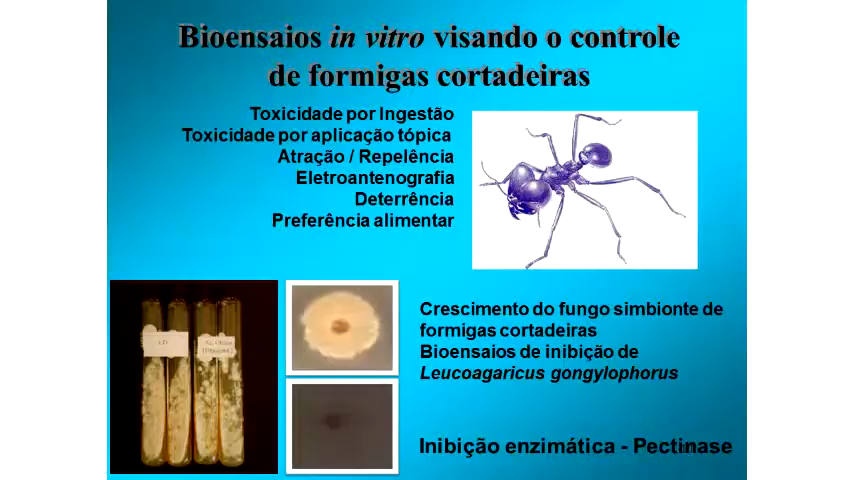 Bioensaios in vitro visando o controle
de formigas cortadeiras
Toxicidade por Ingestão
Toxicidade por aplicação tópica
Atração / Repelência
Eletroantenografia
Deterrência
Preferência alimentar
Crescimento do fungo simbionte de
formigas cortadeiras
Bioensaios de inibição de
Leucoagaricus gongylophorus
Inibição enzimática - Pectinase